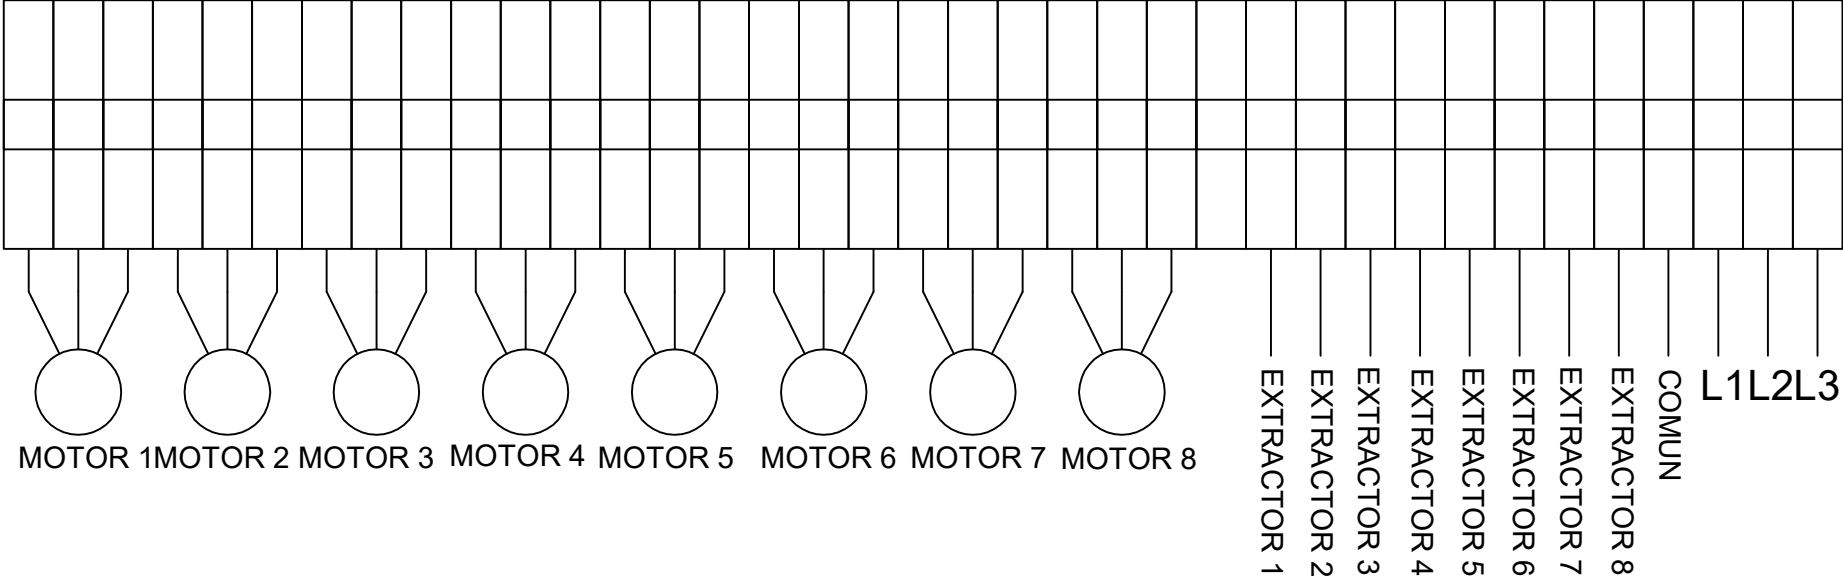 MOTOR 1
MOTOR 2
MOTOR 3
MOTOR 4
MOTOR 5
MOTOR 6
MOTOR 7
MOTOR 8
EXTRACTOR 1
EXTRACTOR 2
EXTRACTOR 3
EXTRACTOR 4
EXTRACTOR 5
EXTRACTOR 6
EXTRACTOR 7
EXTRACTOR 8
COMUN
L1
L2
L3